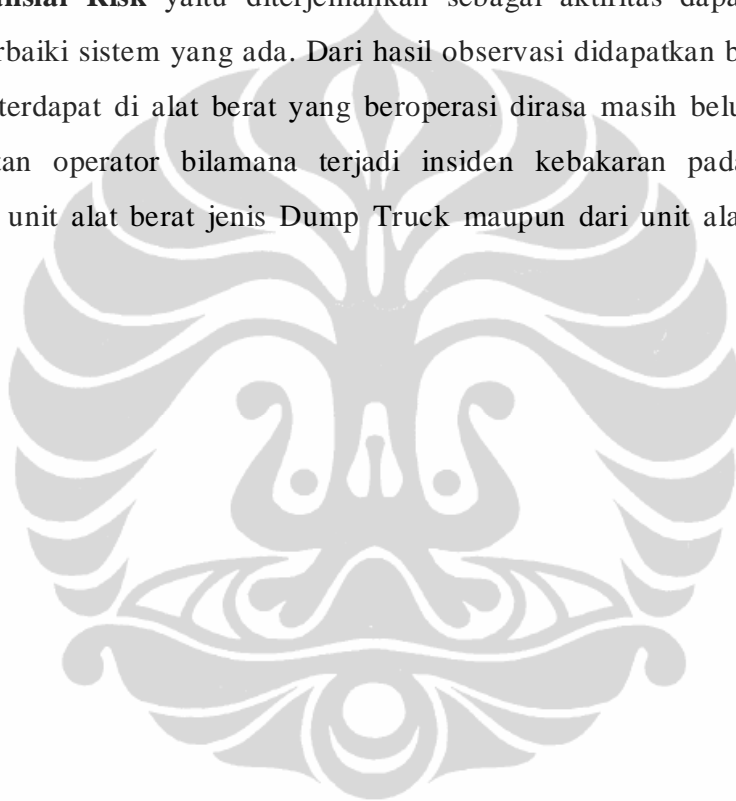 Risk yaitu diterjemahkan sebagai aktifitas dapa
rbaiki sistem yang ada. Dari hasil observasi didapatkan b
terdapat di alat berat yang beroperasi dirasa masih belu
tan operator bilamana terjadi insiden kebakaran pada
unit alat berat jenis Dump Truck maupun dari unit ala